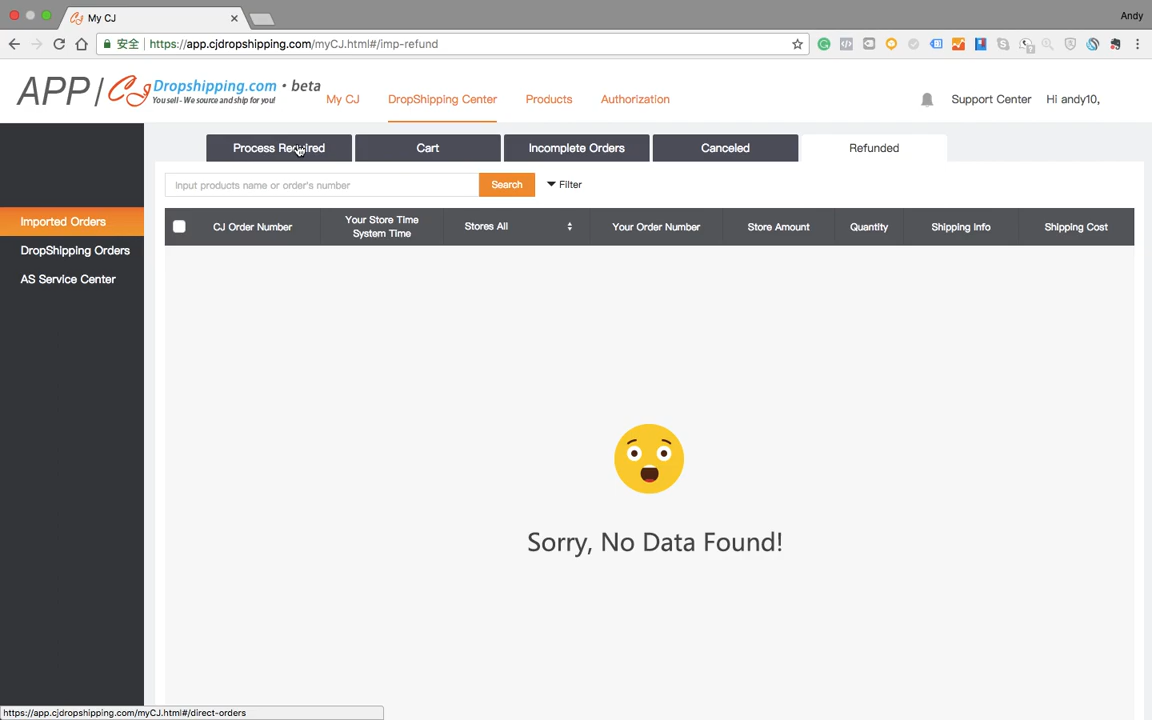 My CJ
Andy
安全 https://app.cjdropshipping.com/myCJ.html#/imp-refund
APP CJ Dropshipping.com • beta
You sell - We source and ship for you!
My CJ DropShipping Center Products Authorization Support Center Hi andy10,
Process Required Cart Incomplete Orders Canceled Refunded
Input products name or order's number Search Filter
Imported Orders
DropShipping Orders
AS Service Center
CJ Order Number
Your Store TIme
System Time
Stores All
Your Order Number
Store Amount
Quantity
Shipping Info
Shipping Cost
Sorry, No Data Found!
https://app.cjdropshipping.com/myCJ.html#/direct-orders